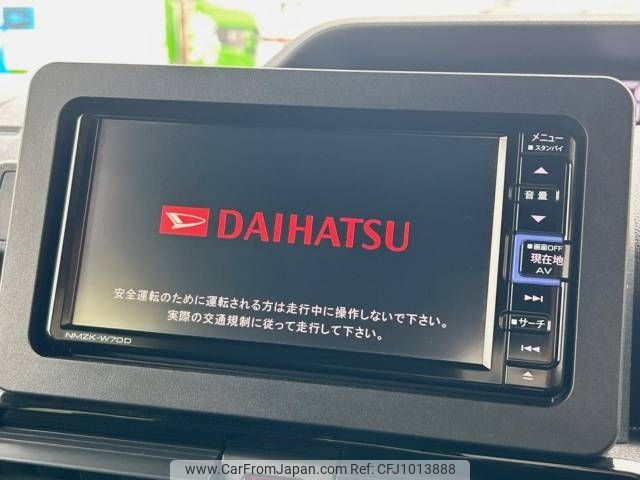 DAIHATSU
安全運転のために運転される方は走行中に操作しないで下さい。
実際の交通規制に従って走行して下さい。
NMZK-W70D
メニュー
■スタンバイ
音量
■画面OFF
現在地
AV
■サーチ
www.CarFromJapan.com | REF:CFJ10013888